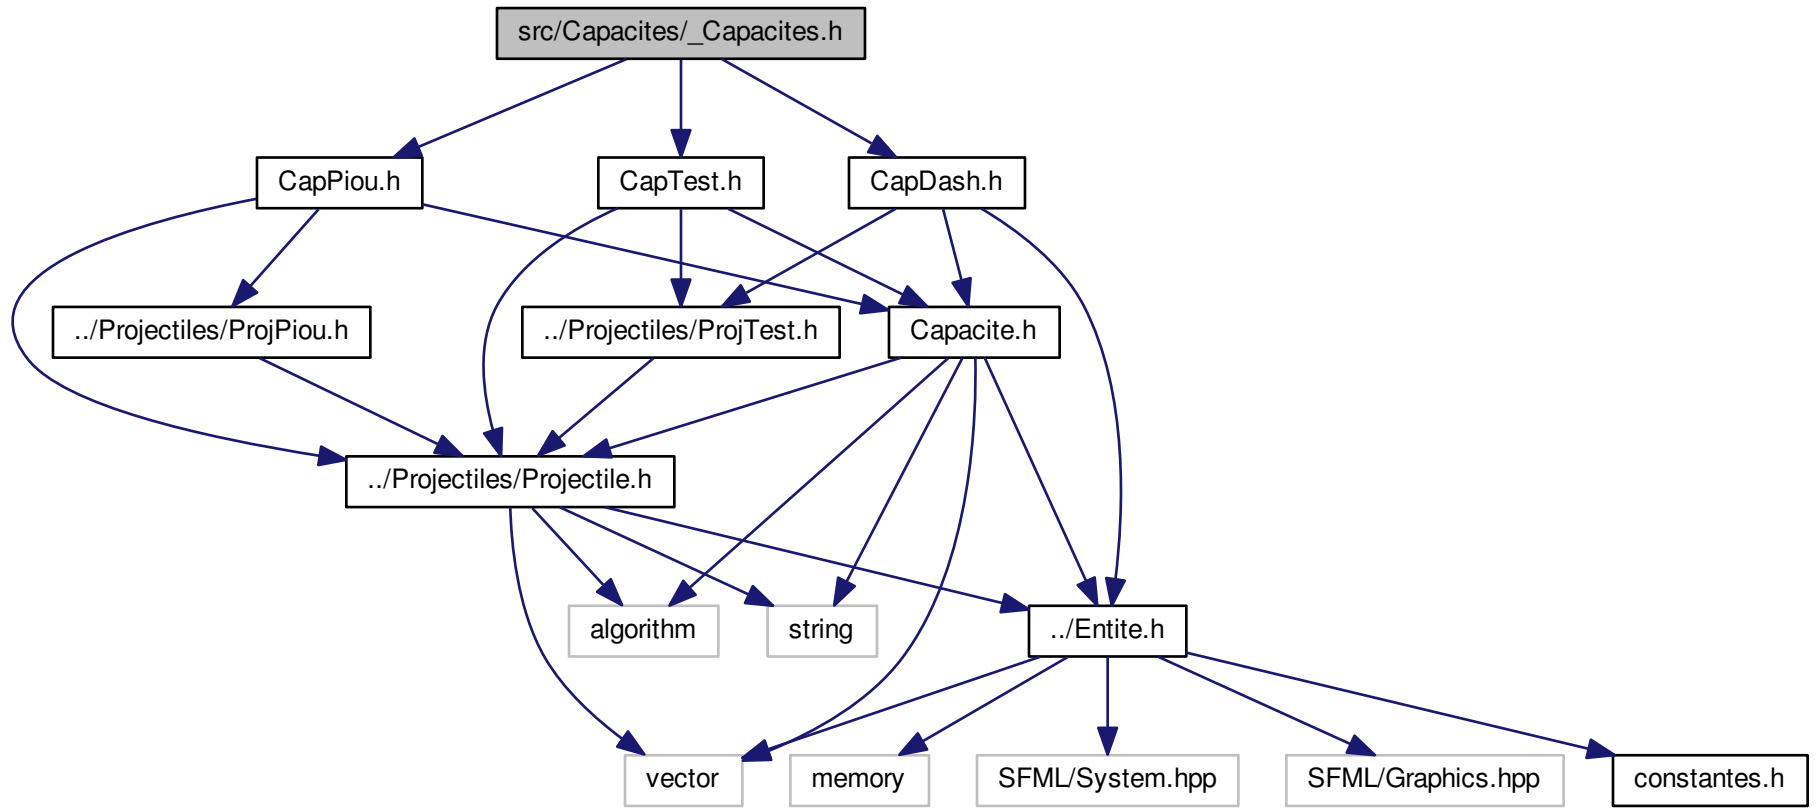 src/Capacites/_Capacites.h
CapPiou.h
CapTest.h
CapDash.h
../Projectiles/ProjPiou.h
../Projectiles/ProjTest.h
Capacite.h
../Projectiles/Projectile.h
algorithm
string
../Entite.h
vector
memory
SFML/System.hpp
SFML/Graphics.hpp
constantes.h